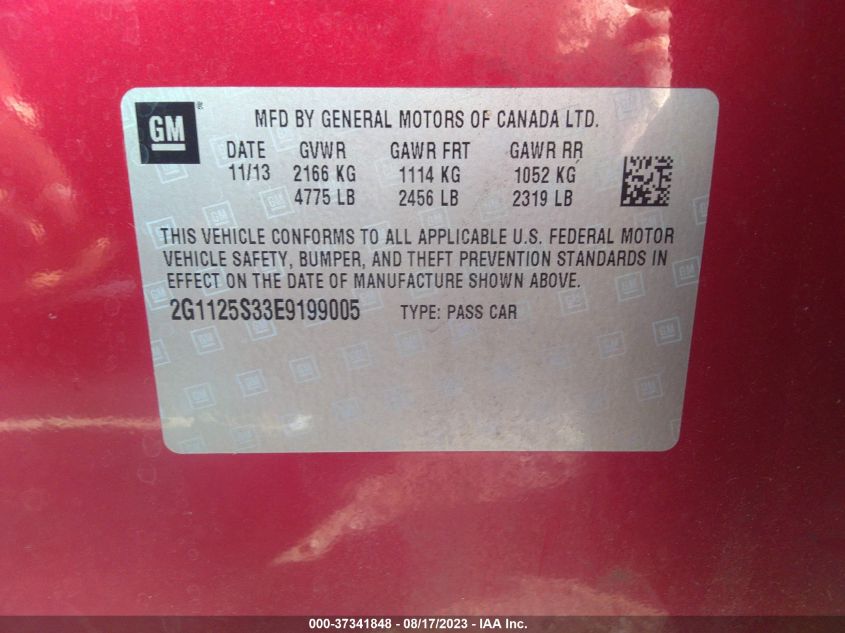 GM®
MFD BY GENERAL MOTORS OF CANADA LTD.
DATE GVWR GAWR FRT GAWR RR
11/13 2166 KG 1114 KG 1052 KG
4775 LB 2456 LB 2319 LB
THIS VEHICLE CONFORMS TO ALL APPLICABLE U.S. FEDERAL MOTOR
VEHICLE SAFETY, BUMPER, AND THEFT PREVENTION STANDARDS IN
EFFECT ON THE DATE OF MANUFACTURE SHOWN ABOVE.
2G1125S33E9199005 TYPE: PASS CAR
000-37341848 - 08/17/2023 - IAA Inc.